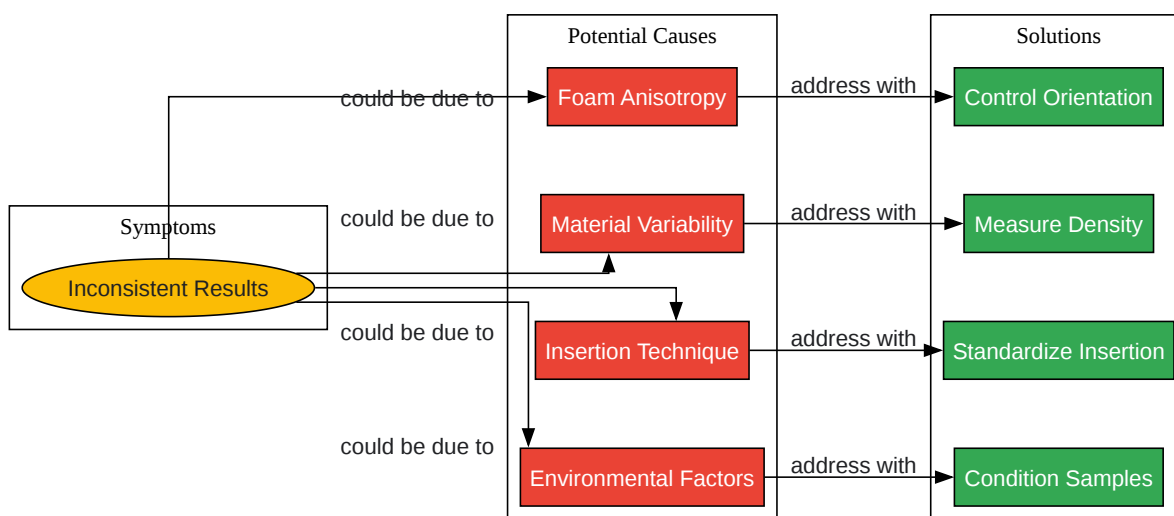 Potential Causes
Solutions
could be due to
Foam Anisotropy
address with
Control Orientation
Symptoms
could be due to
Material Variability
address with
Measure Density
Inconsistent Results
could be due to
Insertion Technique
address with
Standardize Insertion
could be due to
Environmental Factors
address with
Condition Samples